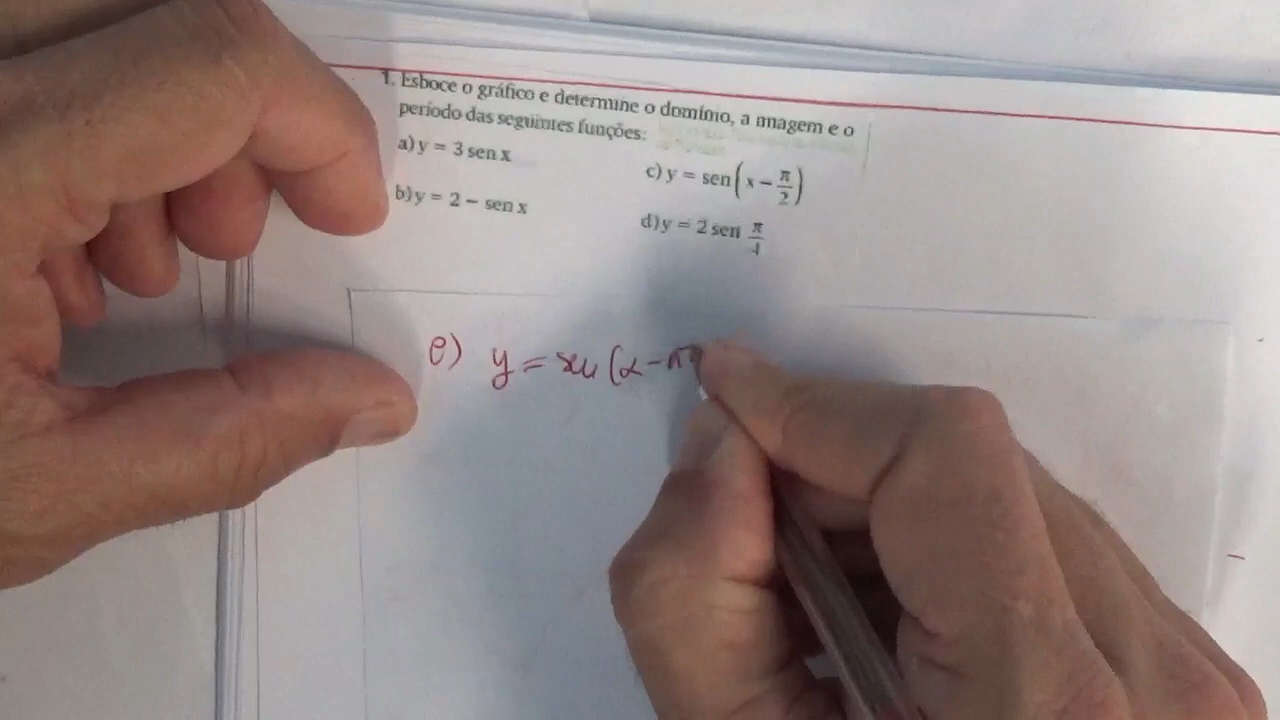 1. Esboce o gráfico e determine o domínio, a imagem e o
período das seguintes funções:
a) y = 3 sen x
b) y = 2 − sen x
c) y = sen(x − π/2)
d) y = 2 sen π/4
e) y = sen (x − π